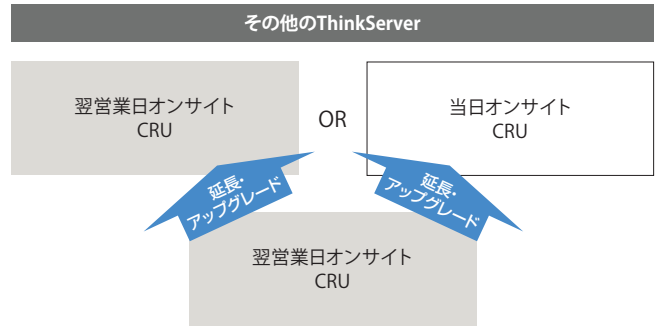 その他のThinkServer
翌営業日オンサイト
CRU
OR
当日オンサイト
CRU
延長・
アップグレード
延長・
アップグレード
翌営業日オンサイト
CRU